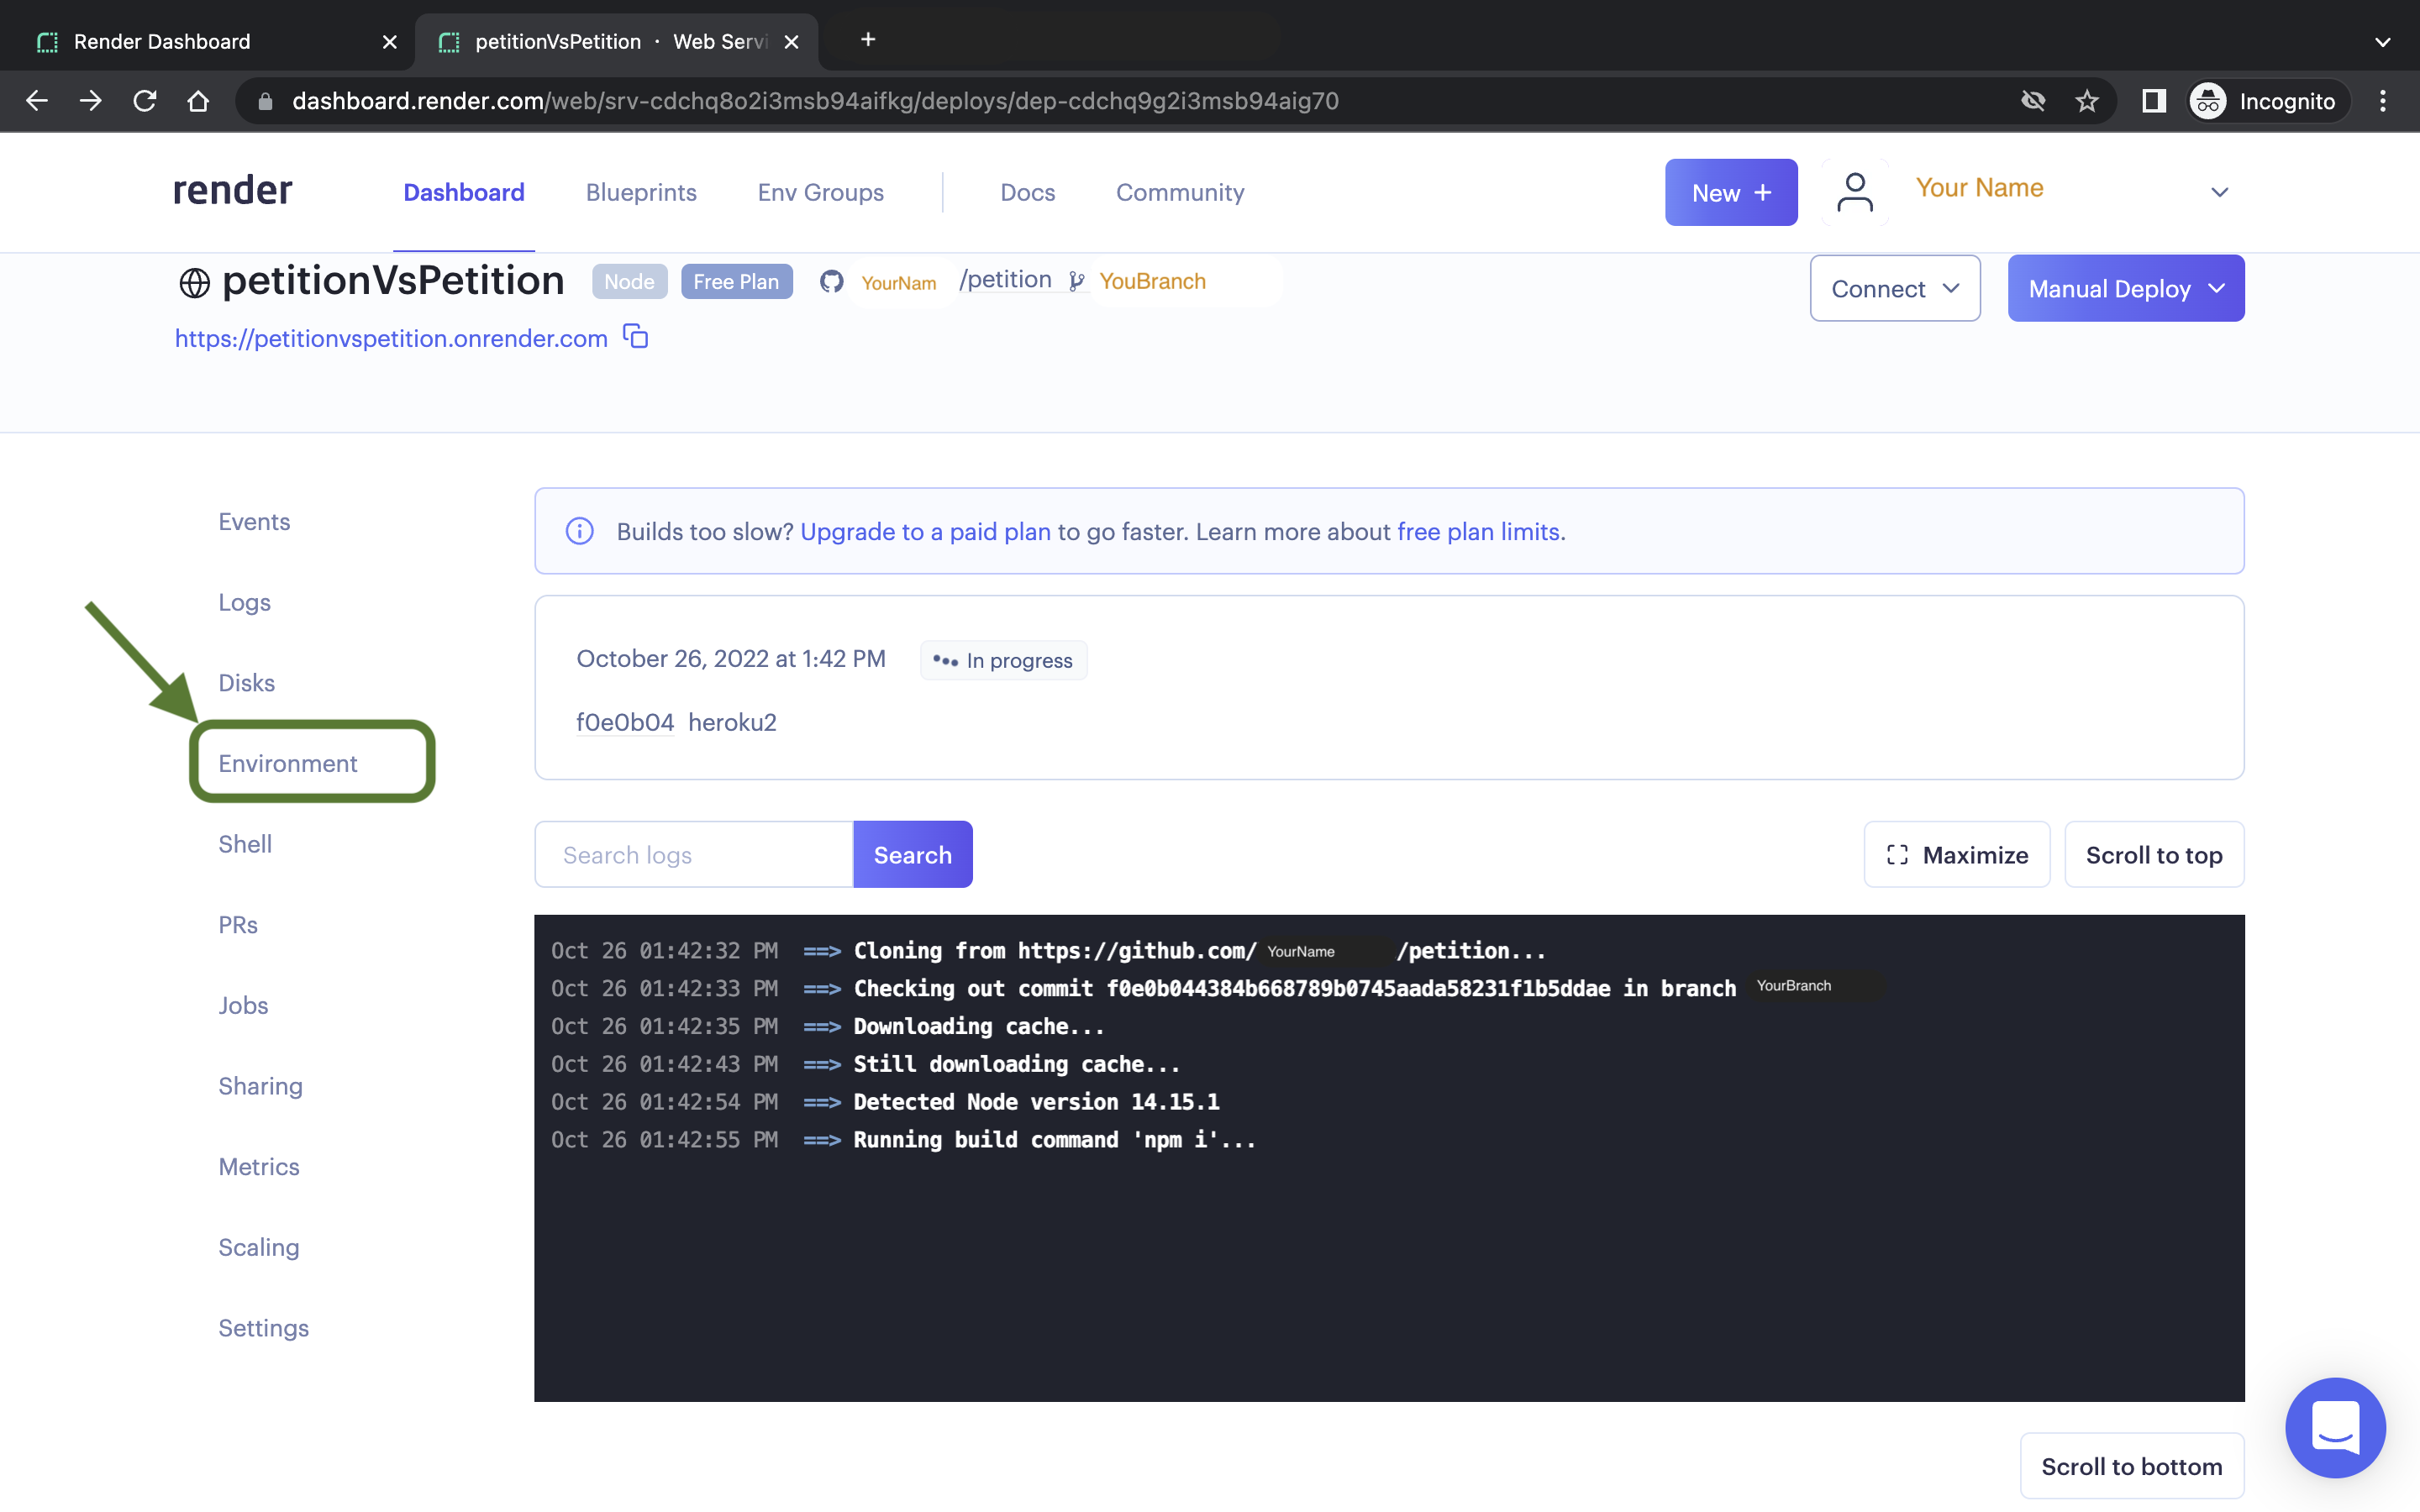 Render Dashboard
petitionVsPetition · Web Servi
dashboard.render.com/web/srv-cdchq8o2i3msb94aifkg/deploys/dep-cdchq9g2i3msb94aig70
Incognito
render
Dashboard
Blueprints
Env Groups
Docs
Community
New +
Your Name
petitionVsPetition
Node
Free Plan
YourNam
/petition
YouBranch
Connect
Manual Deploy
https://petitionvspetition.onrender.com
Events
Logs
Disks
Environment
Shell
PRs
Jobs
Sharing
Metrics
Scaling
Settings
Builds too slow? Upgrade to a paid plan to go faster. Learn more about free plan limits.
October 26, 2022 at 1:42 PM
In progress
f0e0b04 heroku2
Search logs
Search
Maximize
Scroll to top
Oct 26 01:42:32 PM ==> Cloning from https://github.com/ YourName /petition...
Oct 26 01:42:33 PM ==> Checking out commit f0e0b044384b668789b0745aada58231f1b5ddae in branch YourBranch
Oct 26 01:42:35 PM ==> Downloading cache...
Oct 26 01:42:43 PM ==> Still downloading cache...
Oct 26 01:42:54 PM ==> Detected Node version 14.15.1
Oct 26 01:42:55 PM ==> Running build command 'npm i'...
Scroll to bottom